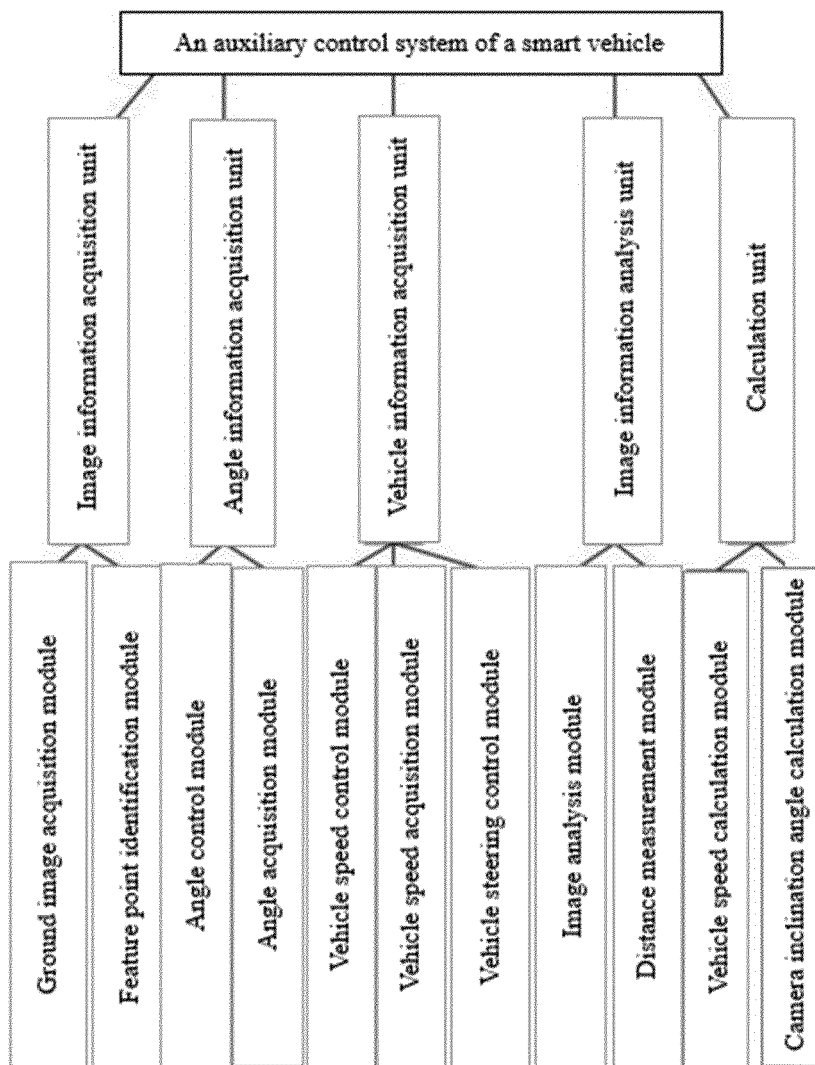 An auxiliary control system of a smart vehicle
Image information acquisition unit
Angle information acquisition unit
Vehicle information acquisition unit
Image information analysis unit
Calculation unit
Ground image acquisition module
Feature point identification module
Angle control module
Angle acquisition module
Vehicle speed control module
Vehicle speed acquisition module
Vehicle steering control module
Image analysis module
Distance measurement module
Vehicle speed calculation module
Camera inclination angle calculation module